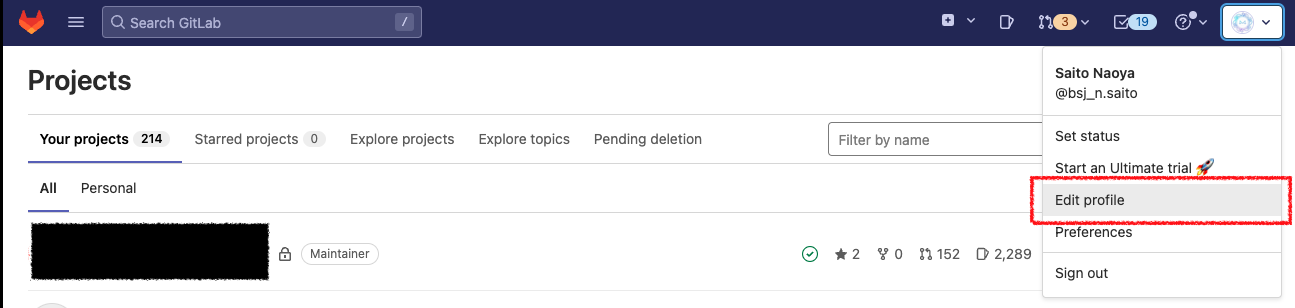 Search GitLab /
3
19
Projects
Saito Naoya
@bsj_n.saito
Your projects 214 Starred projects 0 Explore projects Explore topics Pending deletion
Filter by name
Set status
Start an Ultimate trial 🚀
All Personal
Edit profile
Preferences
Maintainer
2 0 152 2,289
Sign out